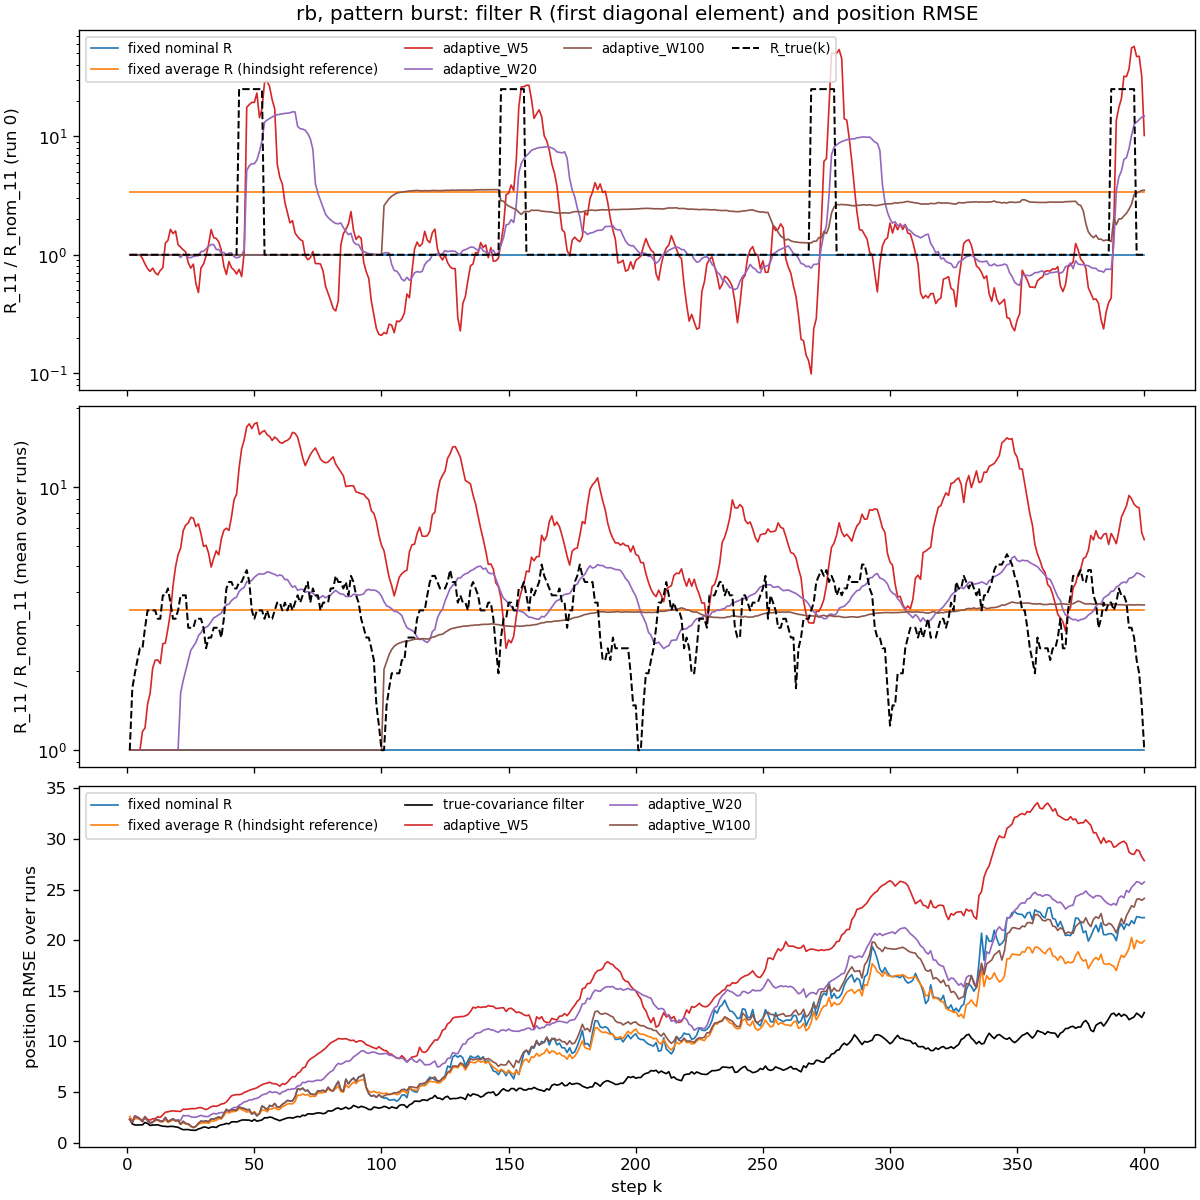 rb, pattern burst: filter R (first diagonal element) and position RMSE
R_11 / R_nom_11 (run 0)
fixed nominal R
fixed average R (hindsight reference)
adaptive_W5
adaptive_W20
adaptive_W100
R_true(k)
10¹
10⁰
10⁻¹
R_11 / R_nom_11 (mean over runs)
10¹
10⁰
position RMSE over runs
fixed nominal R
fixed average R (hindsight reference)
true-covariance filter
adaptive_W5
adaptive_W20
adaptive_W100
35
30
25
20
15
10
5
0
0 50 100 150 200 250 300 350 400
step k